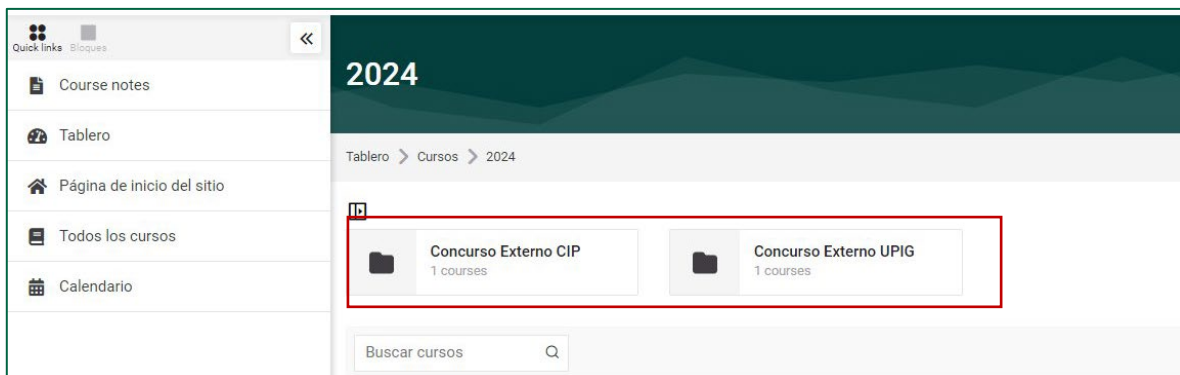 Quick links Bloques
Course notes
Tablero
Página de inicio del sitio
Todos los cursos
Calendario
2024
Tablero > Cursos > 2024
Concurso Externo CIP
1 courses
Concurso Externo UPIG
1 courses
Buscar cursos